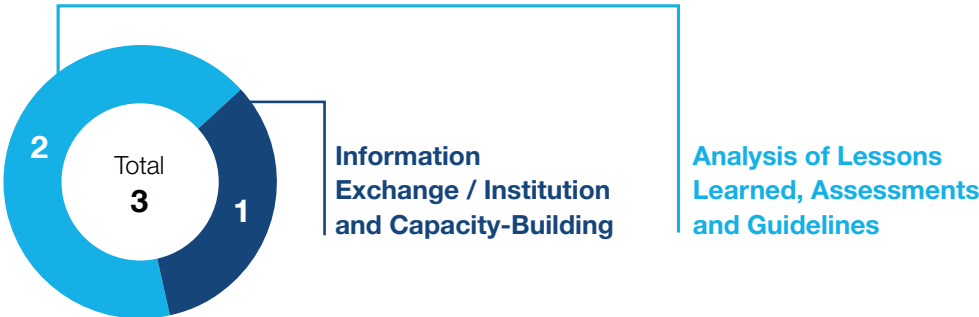 2
Total
3
1
Information
Exchange / Institution
and Capacity-Building
Analysis of Lessons
Learned, Assessments
and Guidelines